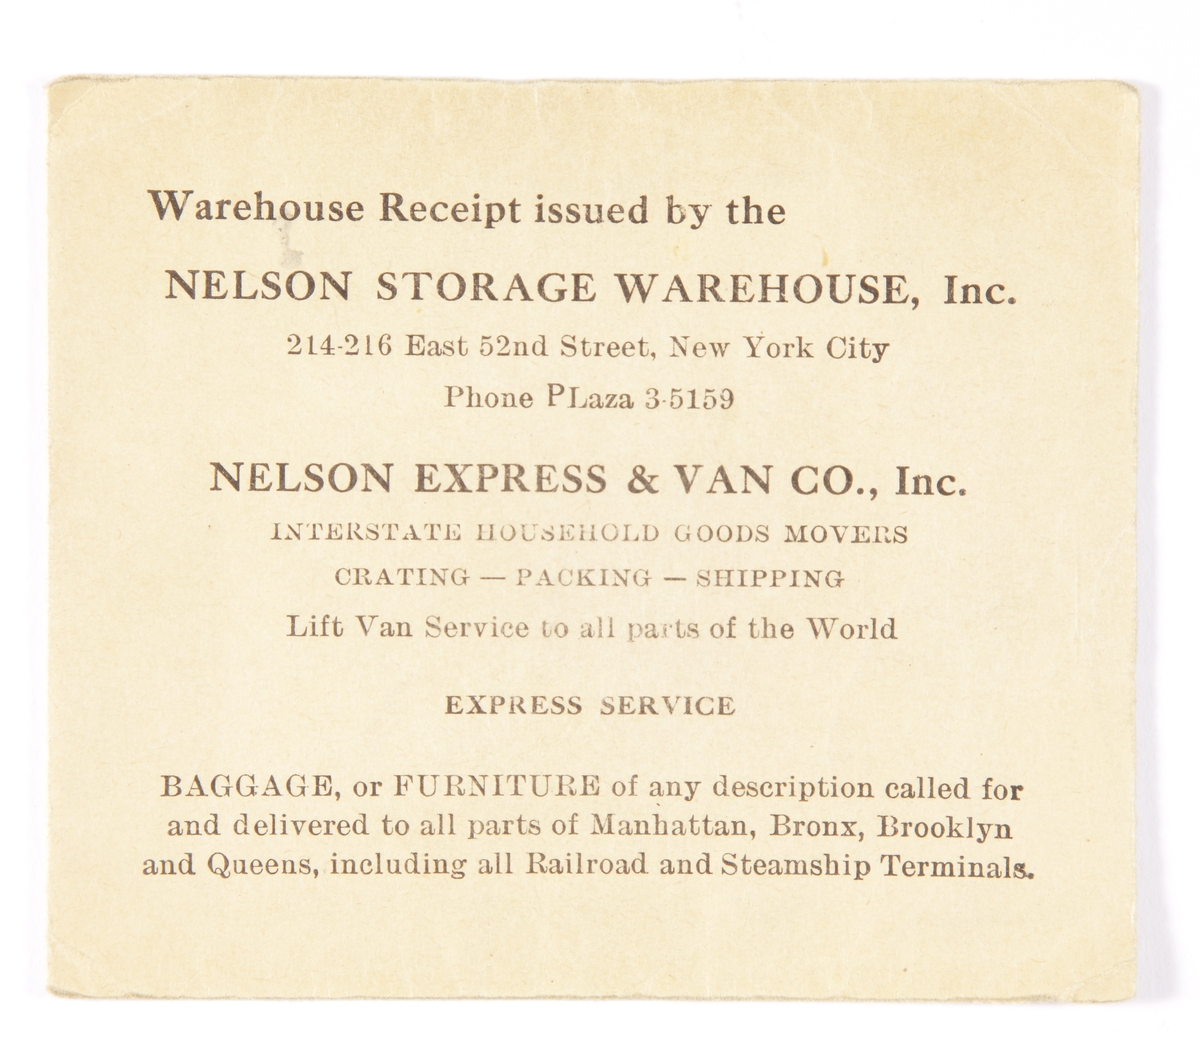 Warehouse Receipt issued by the
NELSON STORAGE WAREHOUSE, Inc.
214-216 East 52nd Street, New York City
Phone PLaza 3-5159
NELSON EXPRESS & VAN CO., Inc.
INTERSTATE HOUSEHOLD GOODS MOVERS
CRATING — PACKING — SHIPPING
Lift Van Service to all parts of the World
EXPRESS SERVICE
BAGGAGE, or FURNITURE of any description called for
and delivered to all parts of Manhattan, Bronx, Brooklyn
and Queens, including all Railroad and Steamship Terminals.